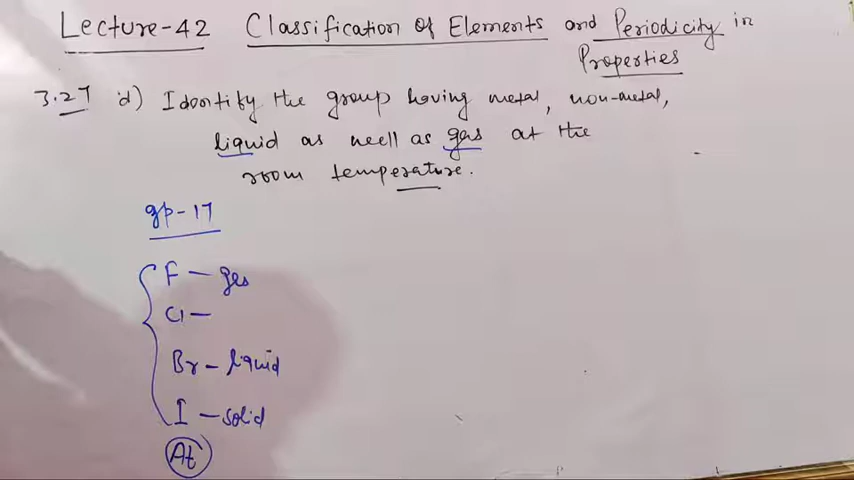 Lecture-42 Classification of Elements and Periodicity in
Properties
3.27 d) Identify the group having metal, non-metal,
liquid as well as gas at the
room temperature.
gp-17
F - gas
Cl -
Br - liquid
I - solid
At